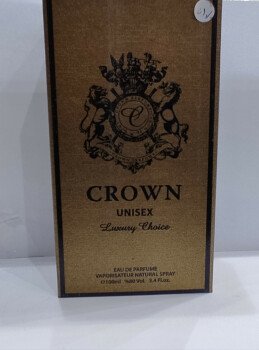 C
CROWN
UNISEX
Luxury Choice
EAU DE PARFUME
VAPORISATEUR NATURAL SPRAY
100ml %80 Vol. 3.4 Fl.oz.